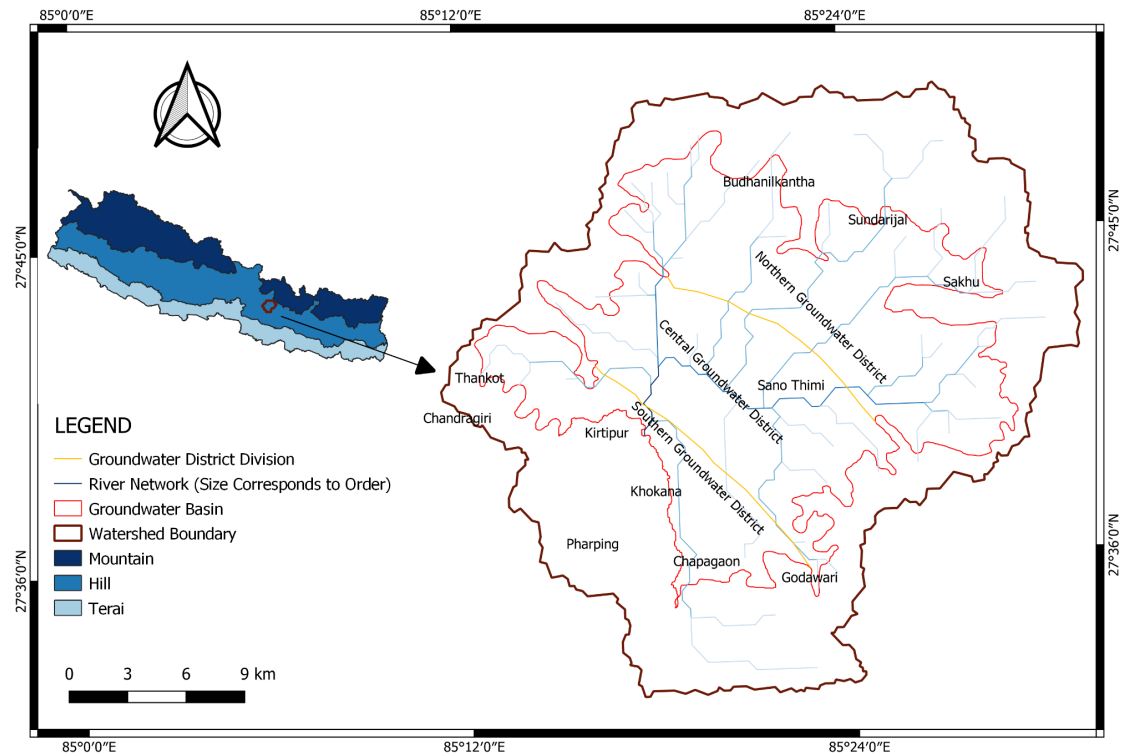 85°0′0″E
85°12′0″E
85°24′0″E
27°45′0″N
27°45′0″N
Budhanilkantha
Sundarijal
Northern Groundwater District
Sakhu
Central Groundwater District
Thankot
Sano Thimi
Chandragiri
Southern Groundwater District
Kirtipur
Khokana
Pharping
Chapagaon
Godawari
27°36′0″N
27°36′0″N
LEGEND
Groundwater District Division
River Network (Size Corresponds to Order)
Groundwater Basin
Watershed Boundary
Mountain
Hill
Terai
0 3 6 9 km
85°0′0″E
85°12′0″E
85°24′0″E